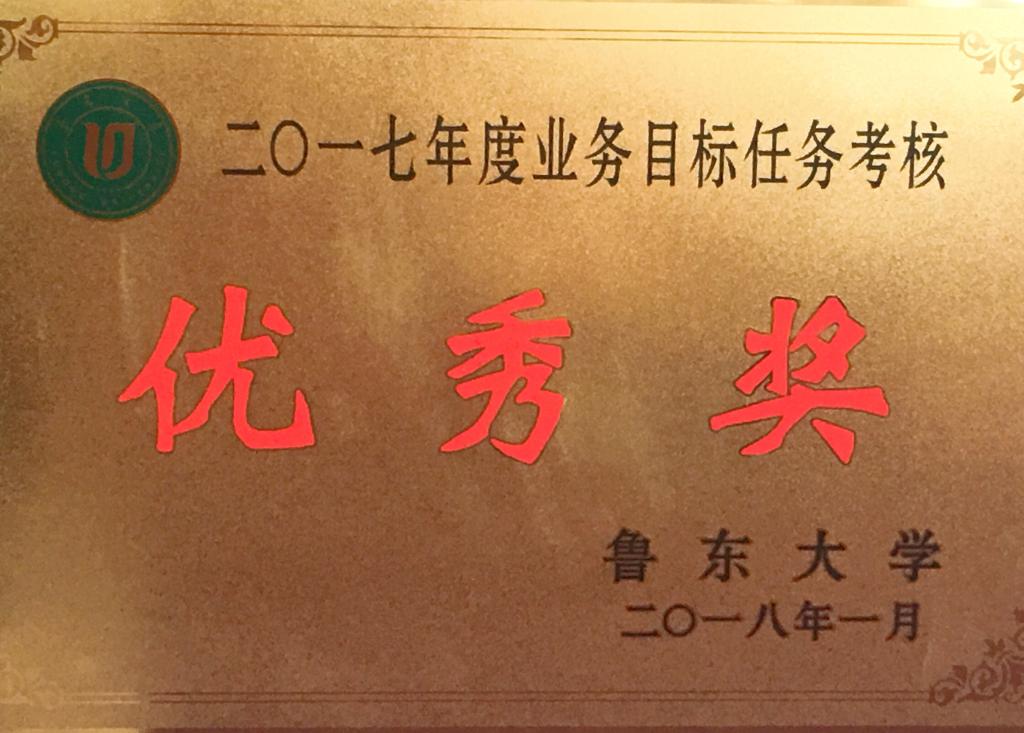 二〇一七年度业务目标任务考核
优秀奖
鲁东大学
二〇一八年一月